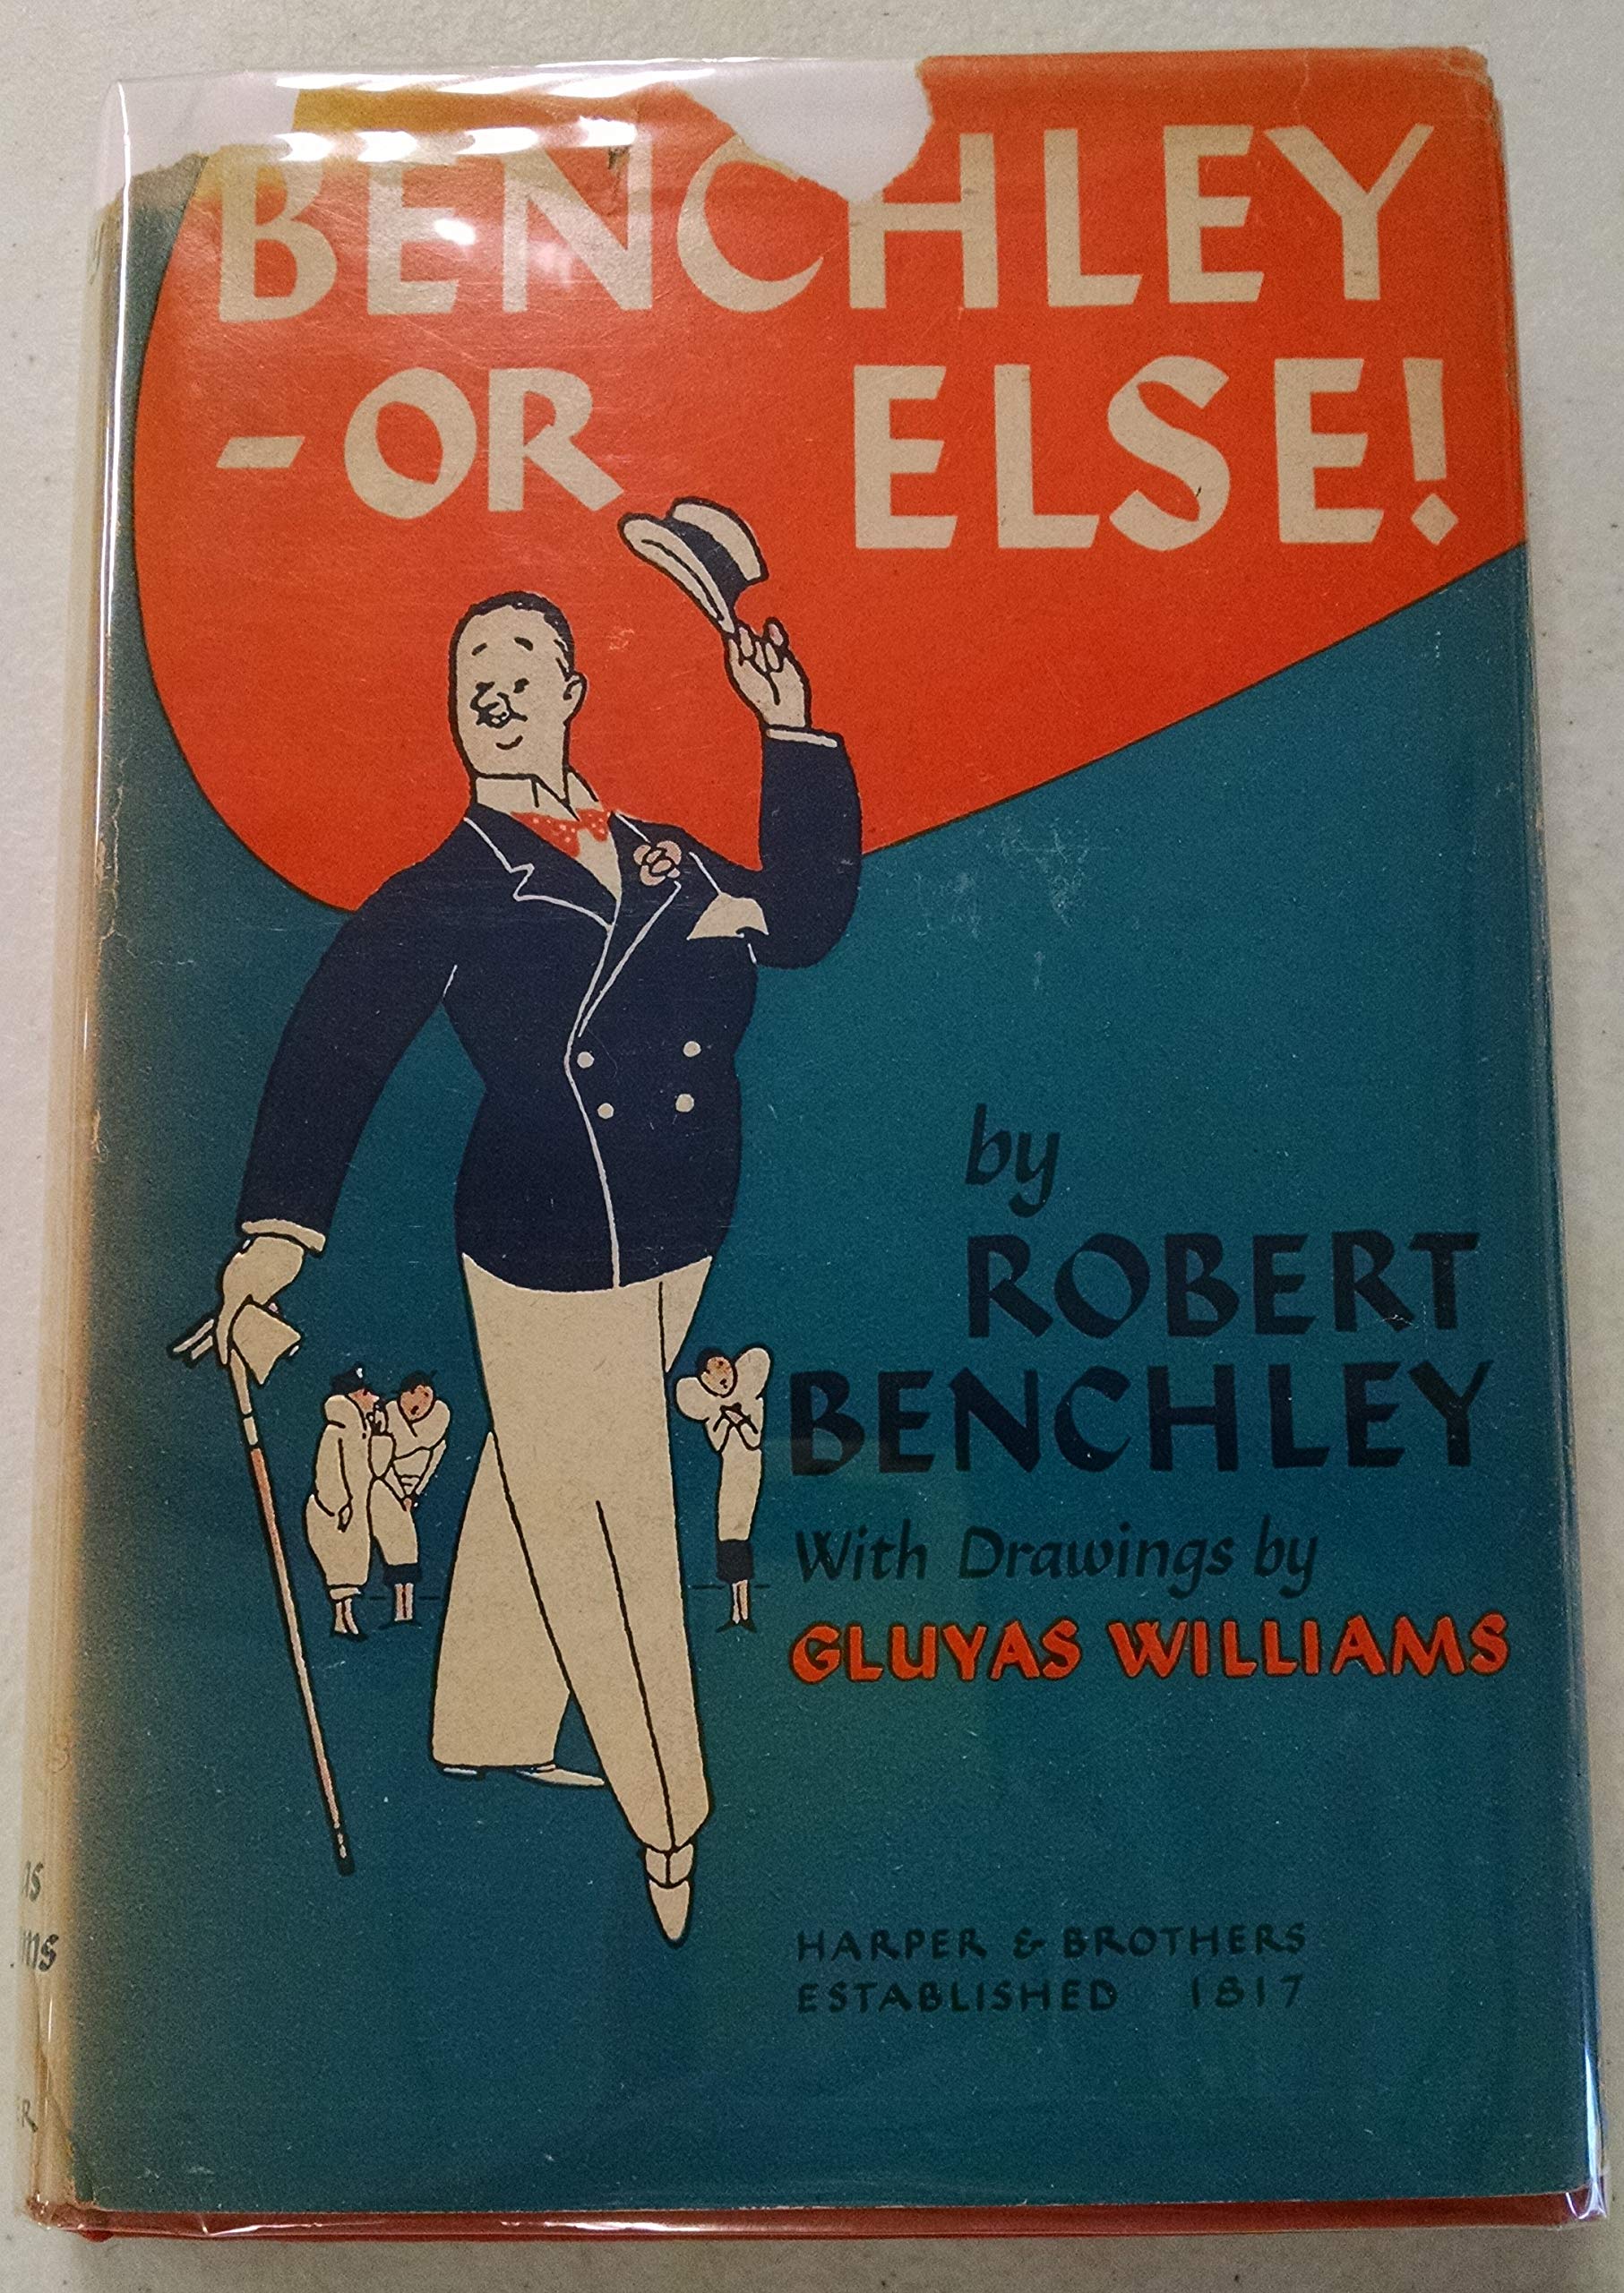 BENCHLEY
-OR ELSE!
by
ROBERT
BENCHLEY
With Drawings by
GLUYAS WILLIAMS
HARPER & BROTHERS
ESTABLISHED 1817